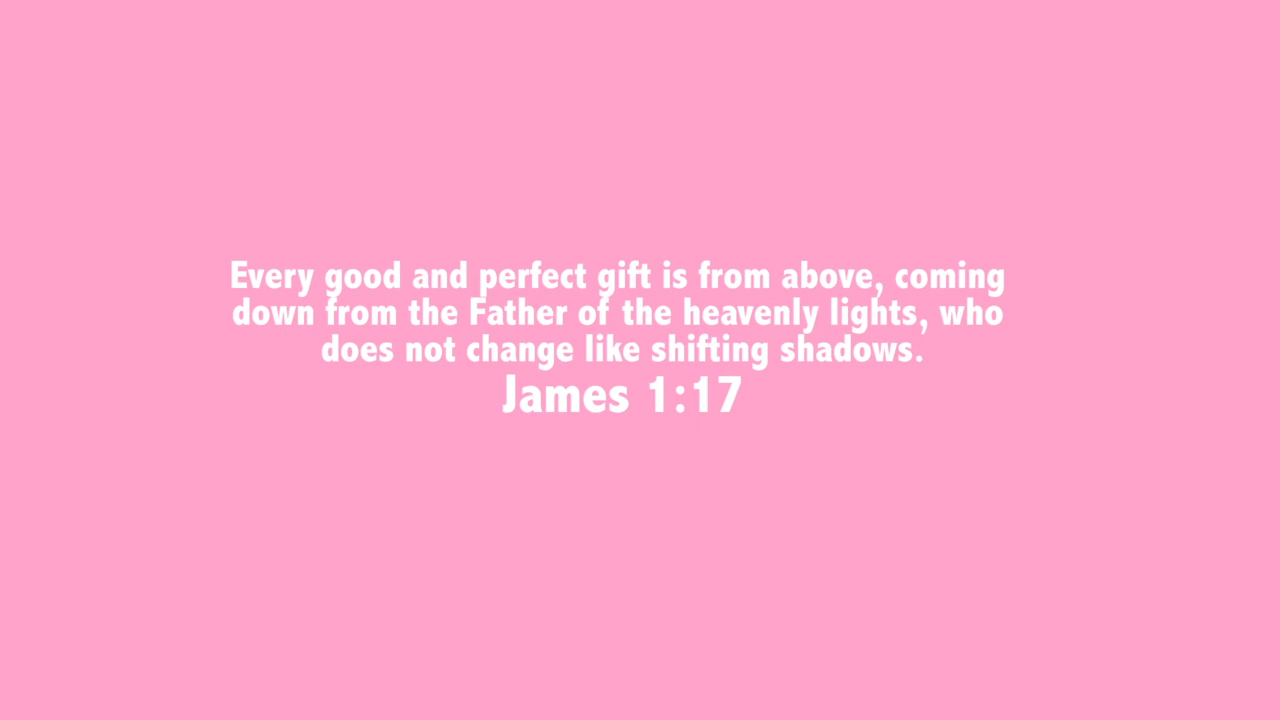 Every good and perfect gift is from above, coming
down from the Father of the heavenly lights, who
does not change like shifting shadows.
James 1:17